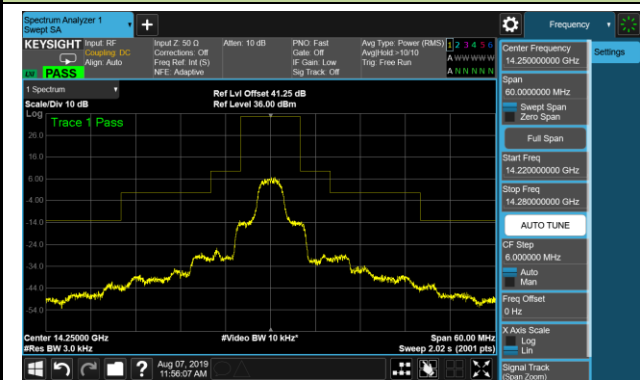 Spectrum Analyzer 1
Swept SA
Frequency
KEYSIGHT
Input: RF
Coupling: DC
Align: Auto
Input Z: 50 Ω
Corrections: Off
Freq Ref: Int (S)
NFE: Adaptive
Atten: 10 dB
PNO: Fast
Gate: Off
IF Gain: Low
Sig Track: Off
Avg Type: Power (RMS)
Avg|Hold:>10/10
Trig: Free Run
1 2 3 4 5 6
A W W W W W
A N N N N N
PASS
1 Spectrum
Scale/Div 10 dB
Ref Lvl Offset 41.25 dB
Ref Level 36.00 dBm
Log
Trace 1 Pass
26.0
16.0
6.00
-4.00
-14.0
-24.0
-34.0
-44.0
-54.0
Center 14.25000 GHz
#Res BW 3.0 kHz
#Video BW 10 kHz*
Span 60.00 MHz
Sweep 2.02 s (2001 pts)
Aug 07, 2019
11:56:07 AM
Center Frequency
14.250000000 GHz
Settings
Span
60.0000000 MHz
Swept Span
Zero Span
Full Span
Start Freq
14.220000000 GHz
Stop Freq
14.280000000 GHz
AUTO TUNE
CF Step
6.000000 MHz
Auto
Man
Freq Offset
0 Hz
X Axis Scale
Log
Lin
Signal Track
(Span Zoom)